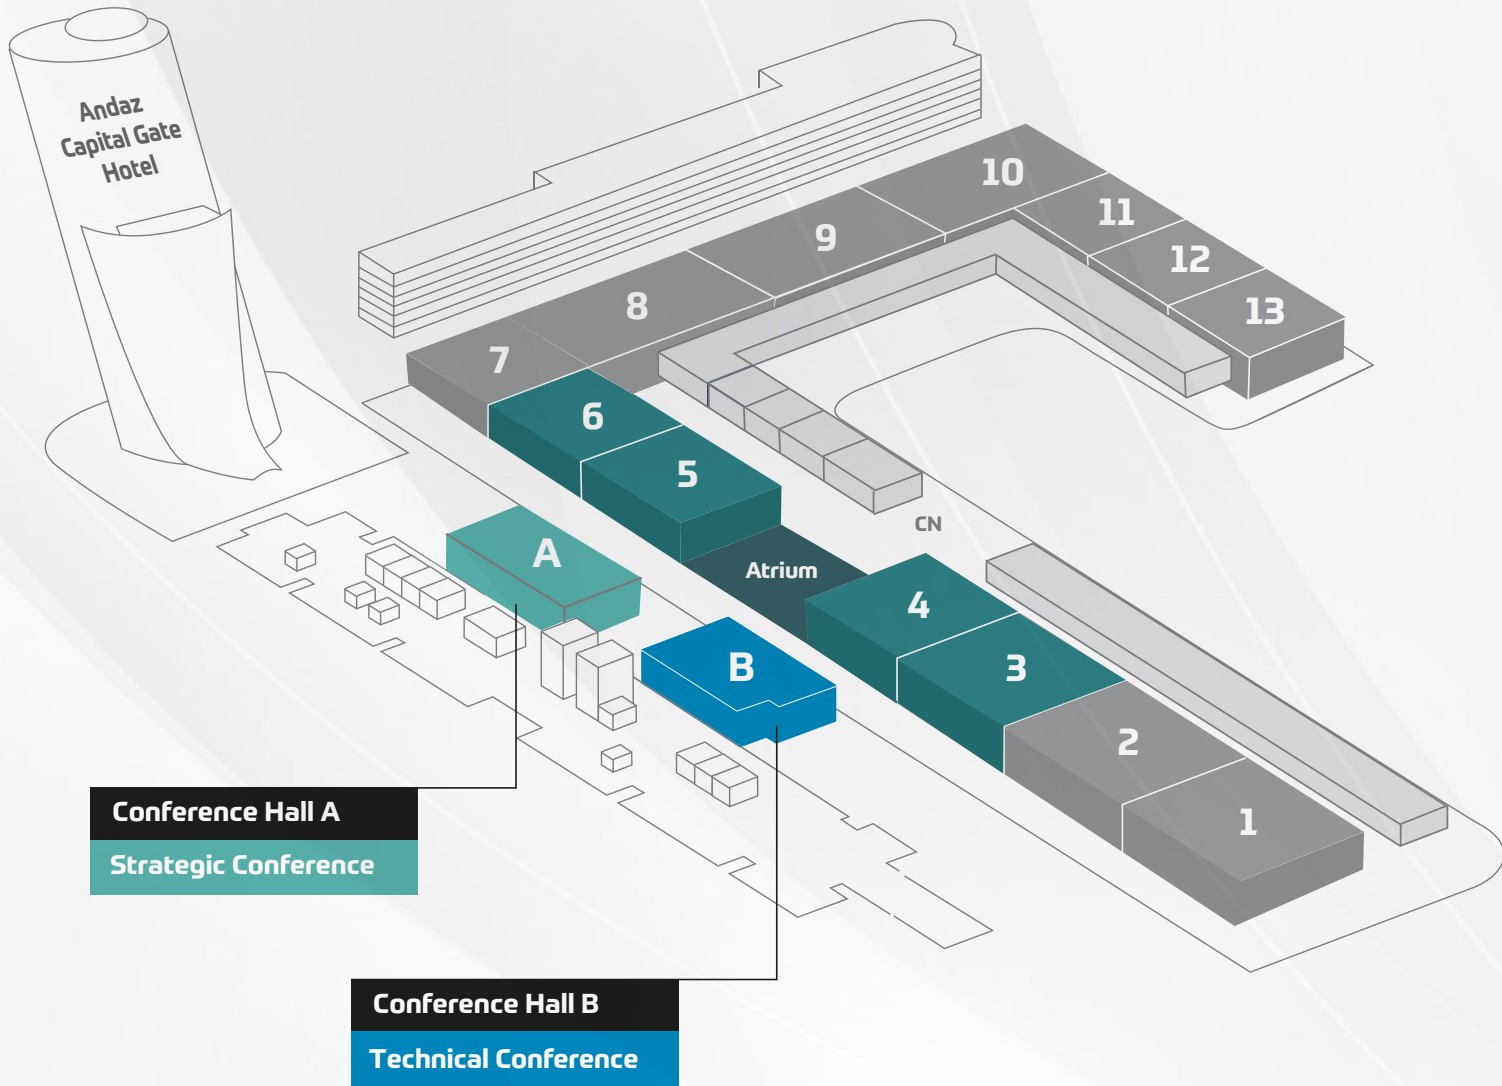 Andaz
Capital Gate
Hotel
10
11
12
13
9
8
7
6
5
CN
A
Atrium
4
B
3
2
1
Conference Hall A
Strategic Conference
Conference Hall B
Technical Conference